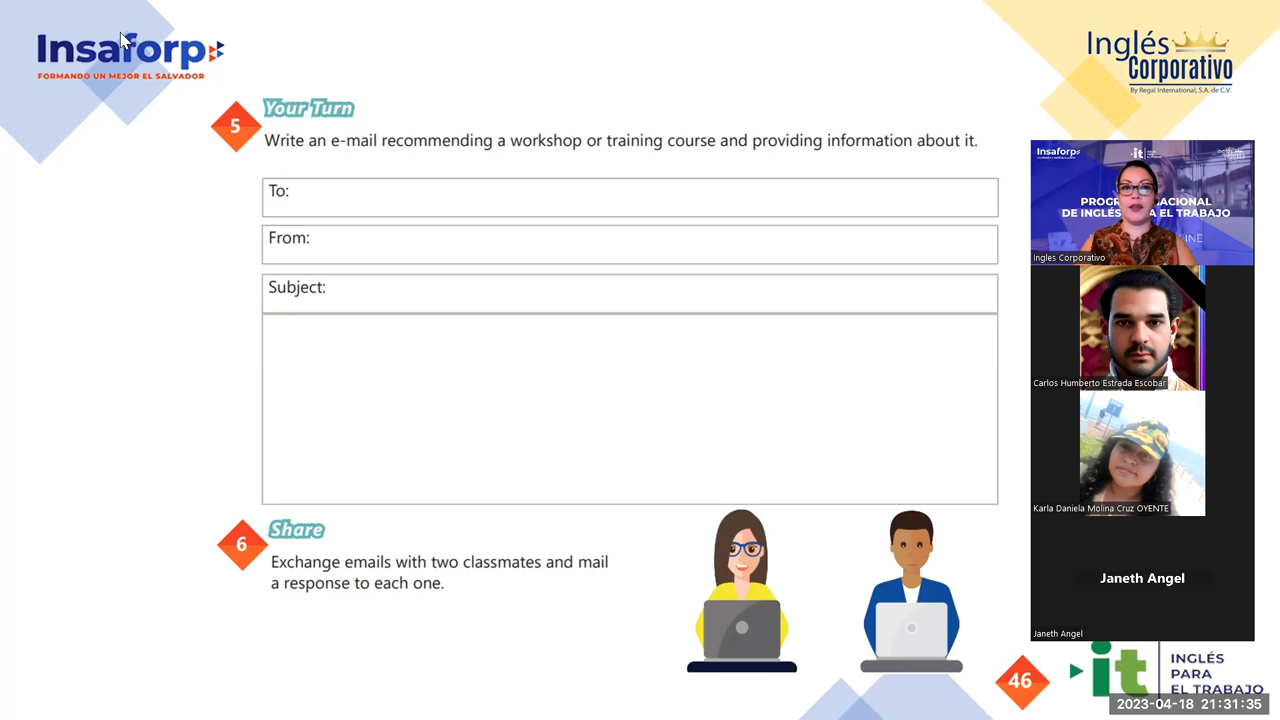 Insaforp
FORMANDO UN MEJOR EL SALVADOR
Inglés
Corporativo
By Regal International, S.A. de C.V.
5
Your Turn
Write an e-mail recommending a workshop or training course and providing information about it.
To:
From:
Subject:
6
Share
Exchange emails with two classmates and mail
a response to each one.
Insaforp
it
PROGR
ACIONAL
DE INGLÉS
A EL TRABAJO
INE
Ingles Corporativo
Carlos Humberto Estrada Escobar
Karla Daniela Molina Cruz OYENTE
Janeth Angel
Janeth Angel
46
it
INGLÉS
PARA
EL TRABAJO
2023-04-18 21:31:35